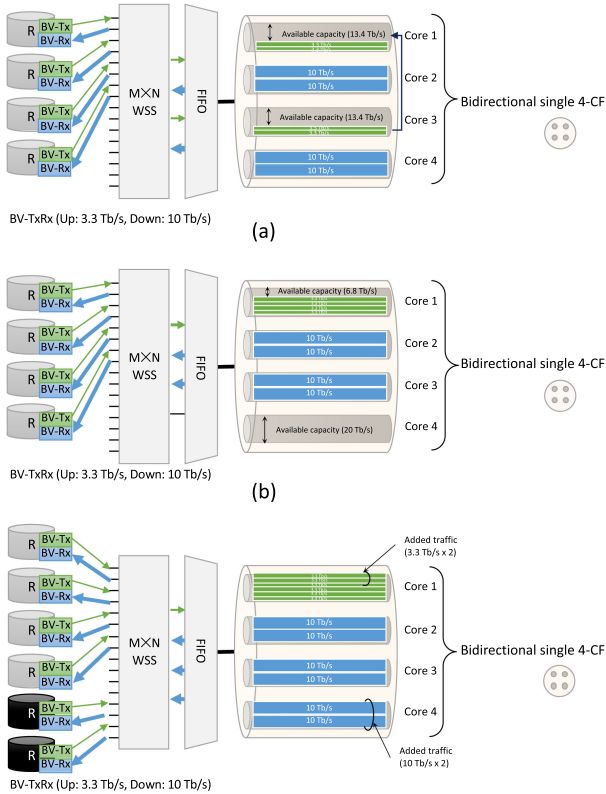 R
BV-Tx
BV-Rx
R
BV-Tx
BV-Rx
R
BV-Tx
BV-Rx
R
BV-Tx
BV-Rx
M×N
WSS
FIFO
Available capacity (13.4 Tb/s)
Core 1
10 Tb/s
10 Tb/s
Core 2
Available capacity (13.4 Tb/s)
Core 3
10 Tb/s
10 Tb/s
Core 4
Bidirectional single 4-CF
BV-TxRx (Up: 3.3 Tb/s, Down: 10 Tb/s)
(a)
R
BV-Tx
BV-Rx
R
BV-Tx
BV-Rx
R
BV-Tx
BV-Rx
R
BV-Tx
BV-Rx
M×N
WSS
FIFO
Available capacity (6.8 Tb/s)
Core 1
10 Tb/s
10 Tb/s
Core 2
10 Tb/s
10 Tb/s
Core 3
Available capacity (20 Tb/s)
Core 4
Bidirectional single 4-CF
BV-TxRx (Up: 3.3 Tb/s, Down: 10 Tb/s)
(b)
R
BV-Tx
BV-Rx
R
BV-Tx
BV-Rx
R
BV-Tx
BV-Rx
R
BV-Tx
BV-Rx
R
BV-Tx
BV-Rx
R
BV-Tx
BV-Rx
M×N
WSS
FIFO
Added traffic
(3.3 Tb/s x 2)
Core 1
10 Tb/s
10 Tb/s
Core 2
10 Tb/s
10 Tb/s
Core 3
10 Tb/s
10 Tb/s
Core 4
Added traffic
(10 Tb/s x 2)
Bidirectional single 4-CF
BV-TxRx (Up: 3.3 Tb/s, Down: 10 Tb/s)